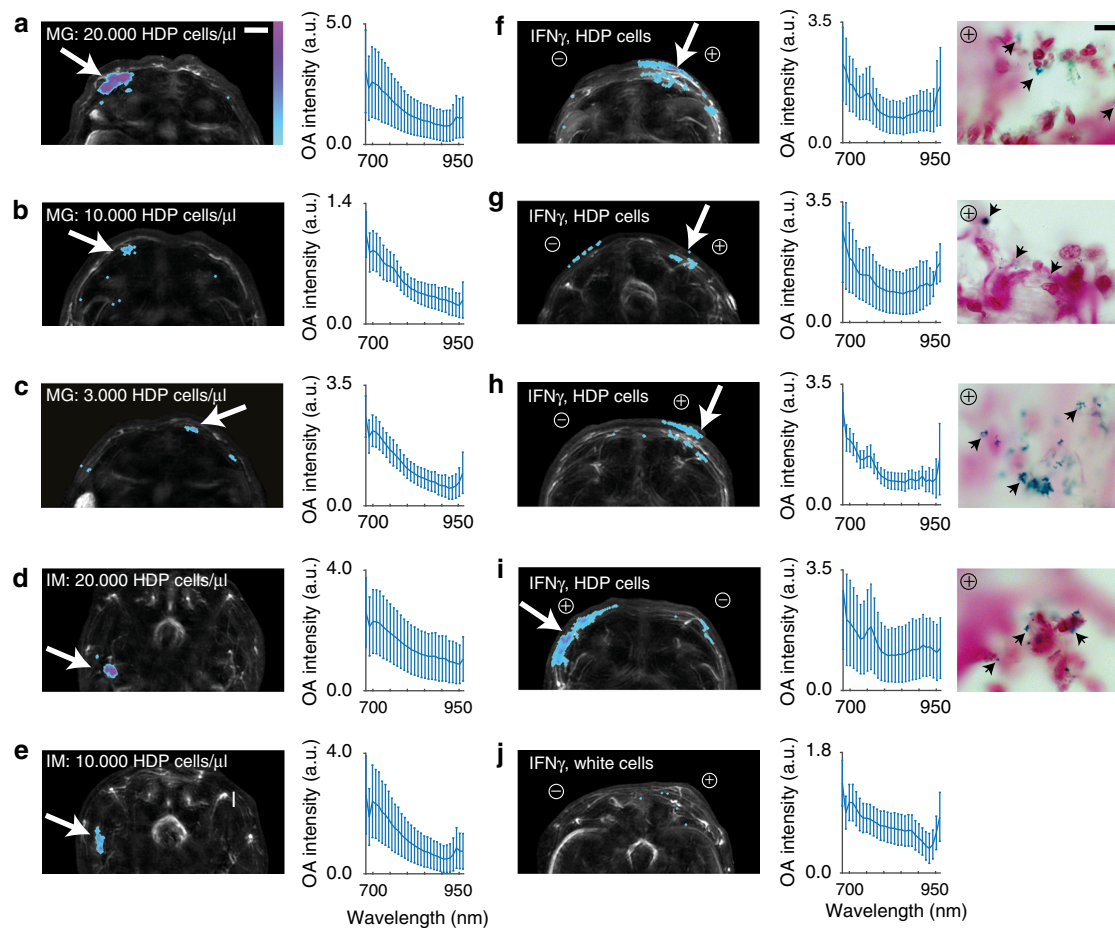 a
MG: 20.000 HDP cells/µl
OA intensity (a.u.)
5.0
0.0
700
950
b
MG: 10.000 HDP cells/µl
OA intensity (a.u.)
1.4
0.0
700
950
c
MG: 3.000 HDP cells/µl
OA intensity (a.u.)
3.5
0.0
700
950
d
IM: 20.000 HDP cells/µl
OA intensity (a.u.)
4.0
0.0
700
950
e
IM: 10.000 HDP cells/µl
I
OA intensity (a.u.)
4.0
0.0
700
950
Wavelength (nm)
f
IFNγ, HDP cells
− +
OA intensity (a.u.)
3.5
0.0
700
950
+
g
IFNγ, HDP cells
− +
OA intensity (a.u.)
3.5
0.0
700
950
+
h
IFNγ, HDP cells
− +
OA intensity (a.u.)
3.5
0.0
700
950
+
i
IFNγ, HDP cells
+ −
OA intensity (a.u.)
3.5
0.0
700
950
+
j
IFNγ, white cells
− +
OA intensity (a.u.)
1.8
0.0
700
950
Wavelength (nm)